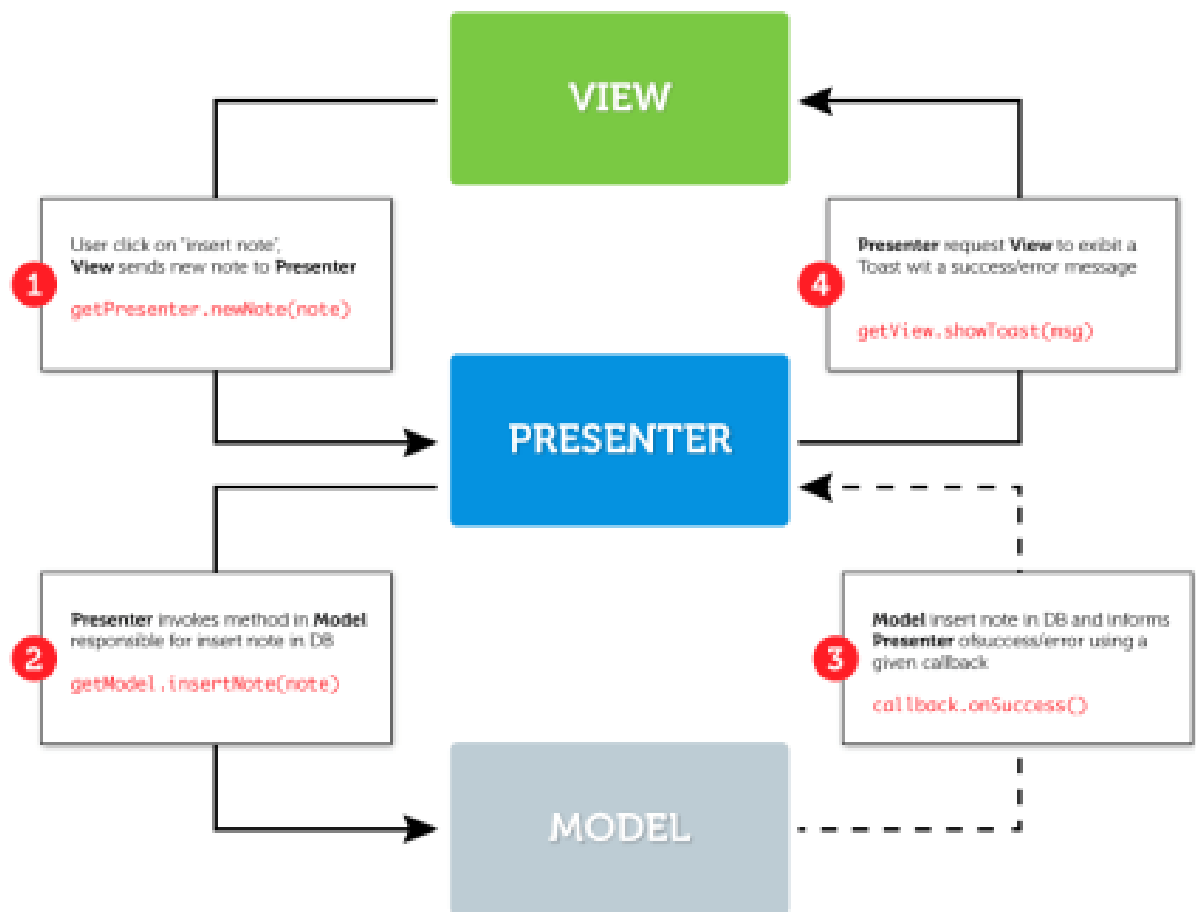 VIEW
1
User click on 'insert note',
View sends new note to Presenter
getPresenter.newNote(note)
4
Presenter request View to exibit a
Toast wit a success/error message
getView.showToast(msg)
PRESENTER
2
Presenter invokes method in Model
responsible for insert note in DB
getModel.insertNote(note)
3
Model insert note in DB and informs
Presenter ofsuccess/error using a
given callback
callback.onSuccess()
MODEL